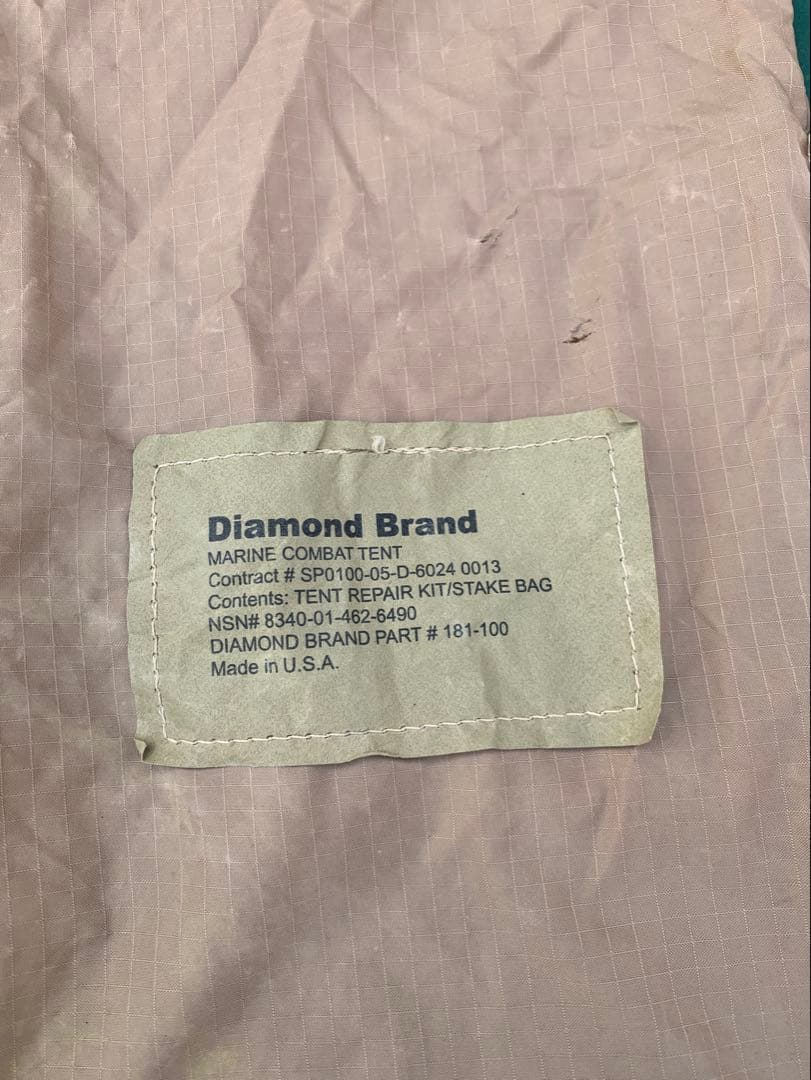 Diamond Brand
MARINE COMBAT TENT
Contract # SP0100-05-D-6024 0013
Contents: TENT REPAIR KIT/STAKE BAG
NSN# 8340-01-462-6490
DIAMOND BRAND PART # 181-100
Made in U.S.A.